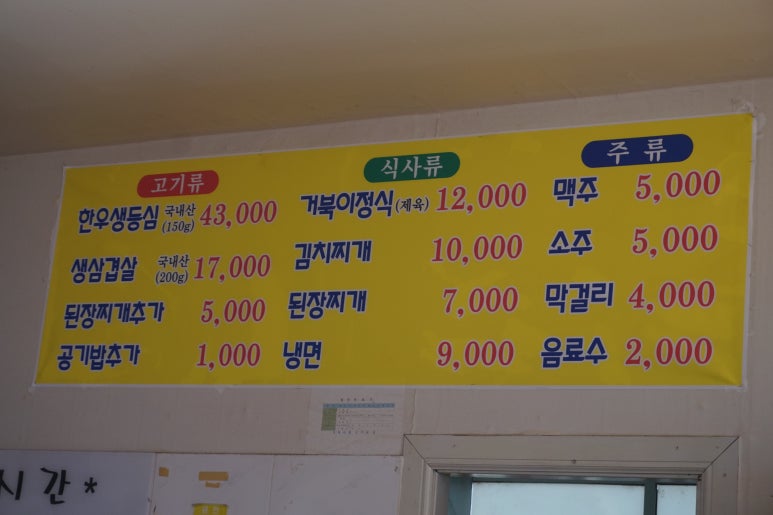 고기류
한우생등심 국내산 (150g) 43,000
생삼겹살 국내산 (200g) 17,000
된장찌개추가 5,000
공기밥추가 1,000
식사류
거북이정식(제육) 12,000
김치찌개 10,000
된장찌개 7,000
냉면 9,000
주류
맥주 5,000
소주 5,000
막걸리 4,000
음료수 2,000
시간*